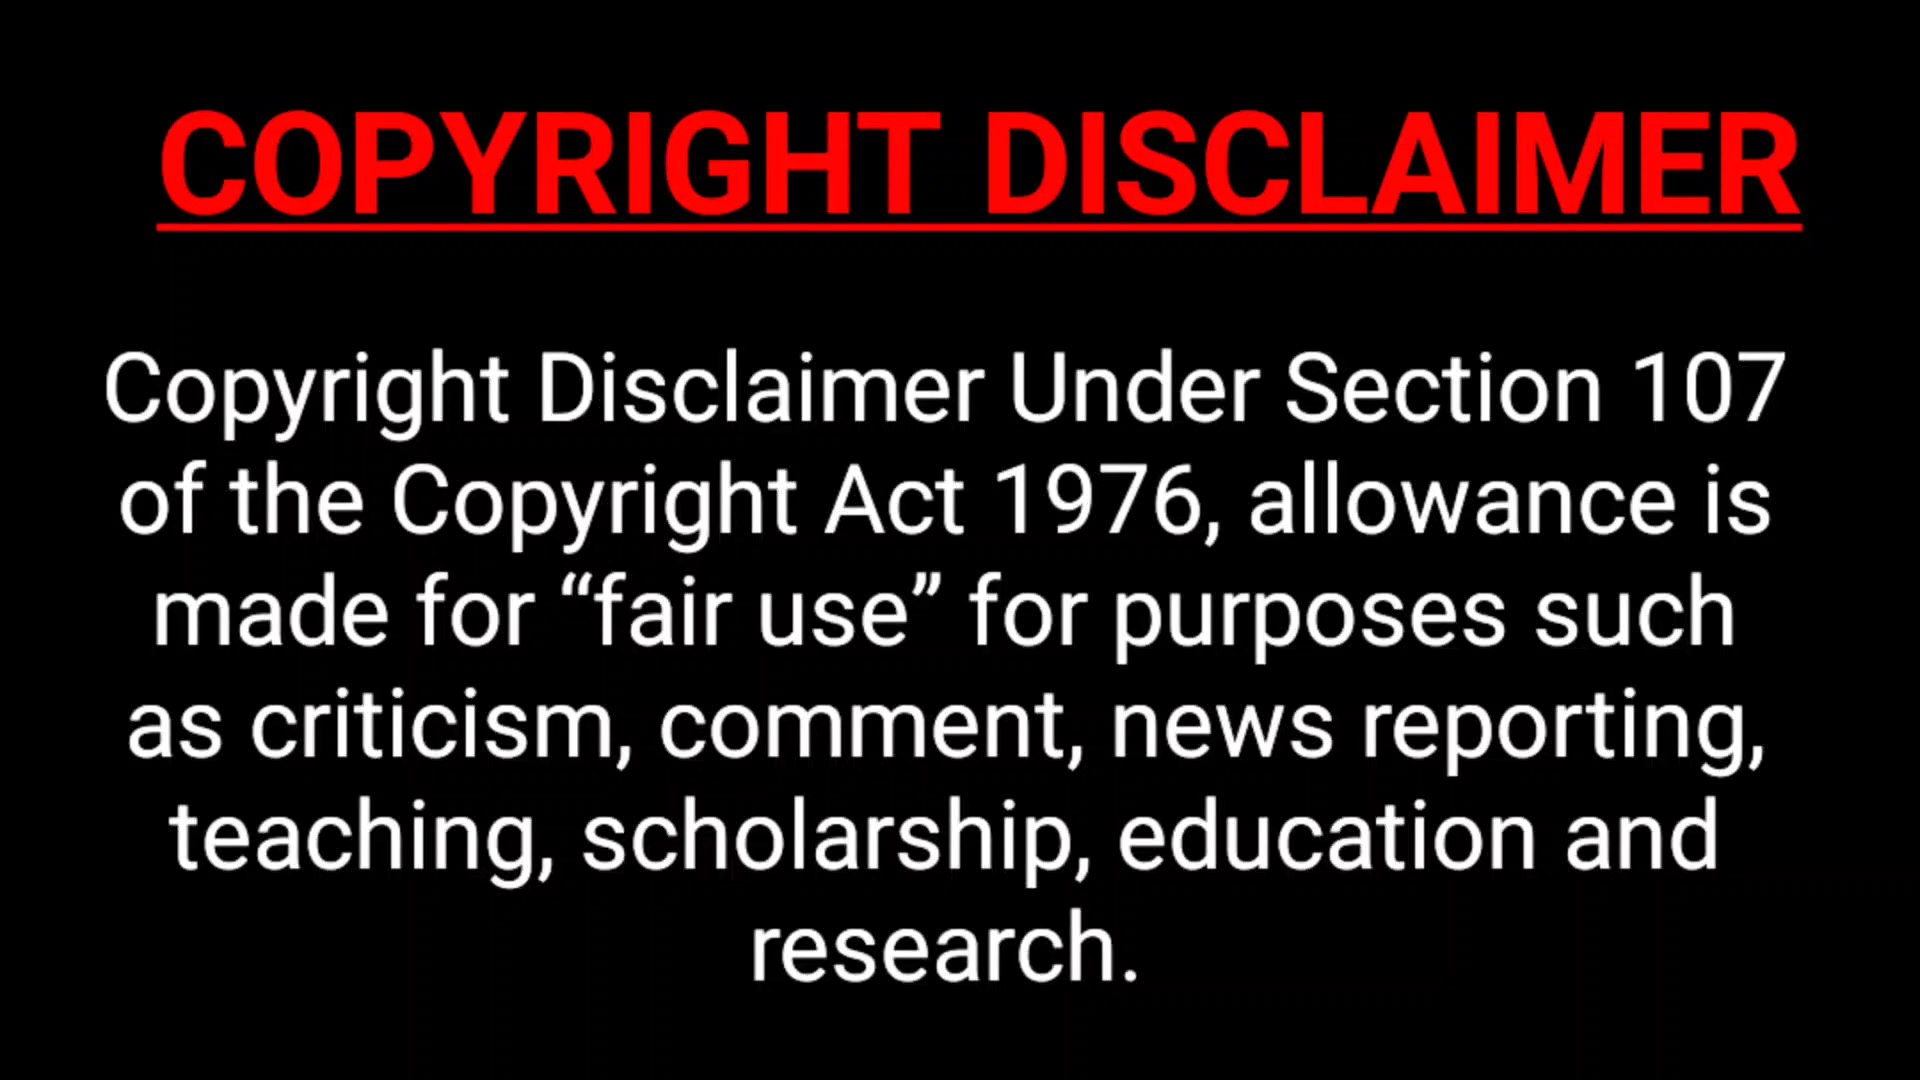 COPYRIGHT DISCLAIMER
Copyright Disclaimer Under Section 107
of the Copyright Act 1976, allowance is
made for “fair use” for purposes such
as criticism, comment, news reporting,
teaching, scholarship, education and
research.